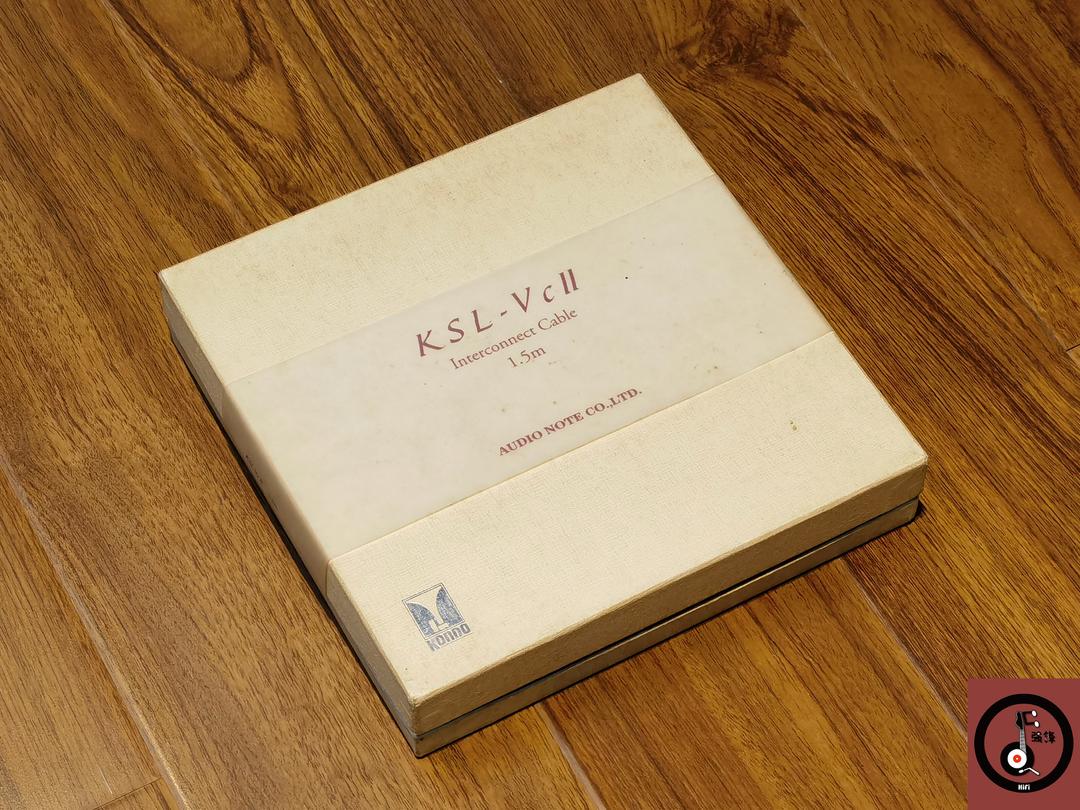 KSL-VcII
Interconnect Cable
1.5m
AUDIO NOTE CO.,LTD.
KONDO
HiFi